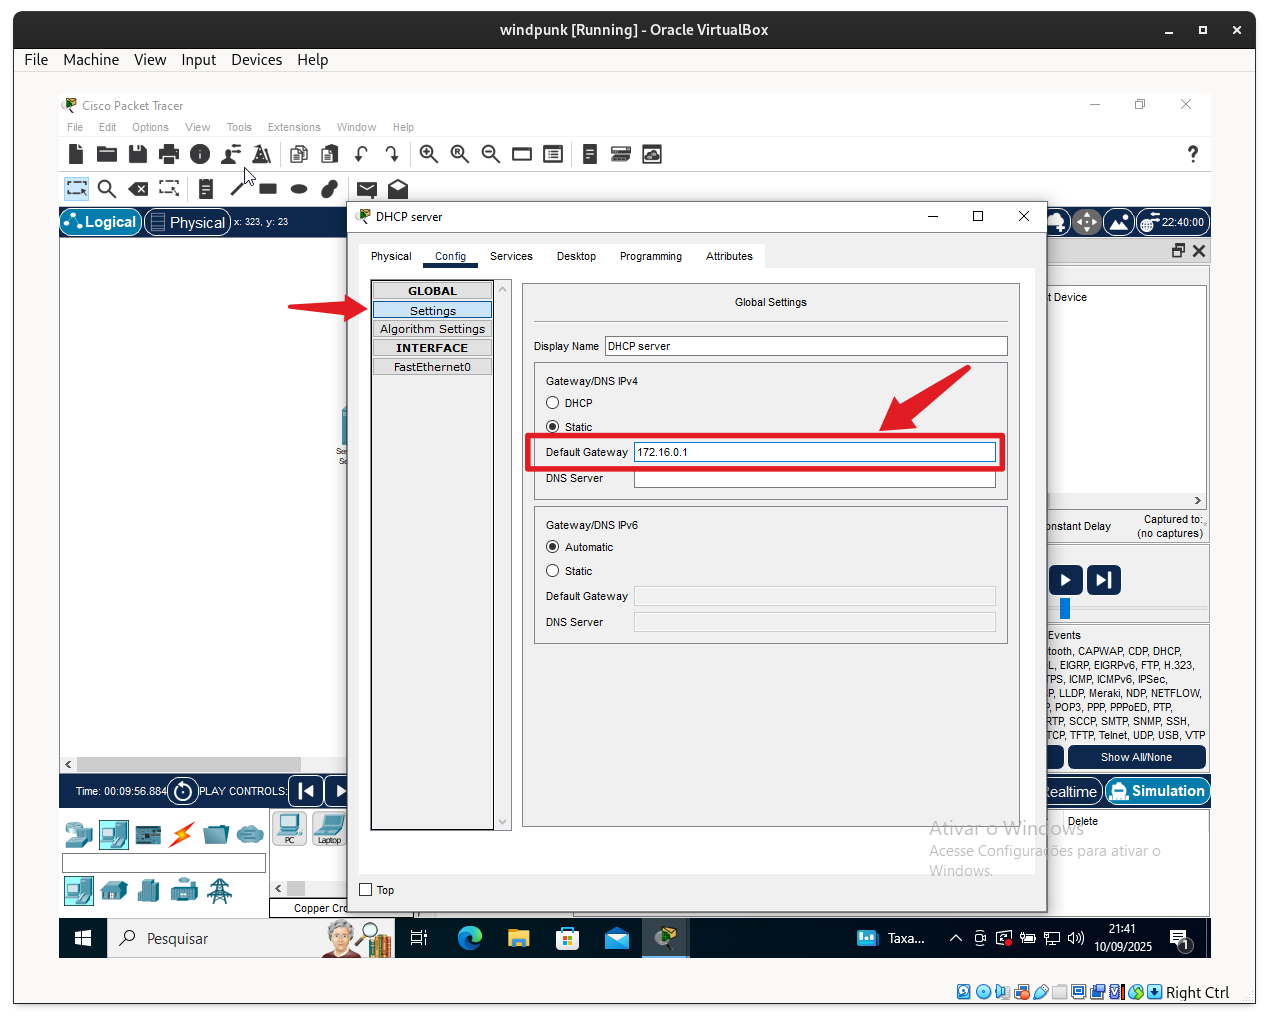 windpunk [Running] - Oracle VirtualBox
File Machine View Input Devices Help
Cisco Packet Tracer
File Edit Options View Tools Extensions Window Help
?
Logical Physical x: 323, y: 23
22:40:00
DHCP server
Physical Config Services Desktop Programming Attributes
GLOBAL
Settings
Algorithm Settings
INTERFACE
FastEthernet0
Global Settings
Display Name DHCP server
Gateway/DNS IPv4
DHCP
Static
Default Gateway 172.16.0.1
DNS Server
Gateway/DNS IPv6
Automatic
Static
Default Gateway
DNS Server
Top
Se
t Device
onstant Delay
Captured to:
(no captures)
Events
tooth, CAPWAP, CDP, DHCP,
L, EIGRP, EIGRPv6, FTP, H.323,
TPS, ICMP, ICMPv6, IPSec,
P, LLDP, Meraki, NDP, NETFLOW,
P, POP3, PPP, PPPoED, PTP,
RTP, SCCP, SMTP, SNMP, SSH,
TCP, TFTP, Telnet, UDP, USB, VTP
Show All/None
Time: 00:09:56.884 PLAY CONTROLS:
ealtime Simulation
PC Laptop
Delete
Copper Cro
Ativar o Windows
Acesse Configurações para ativar o
Windows.
Pesquisar
Taxa...
21:41
10/09/2025
1
Right Ctrl